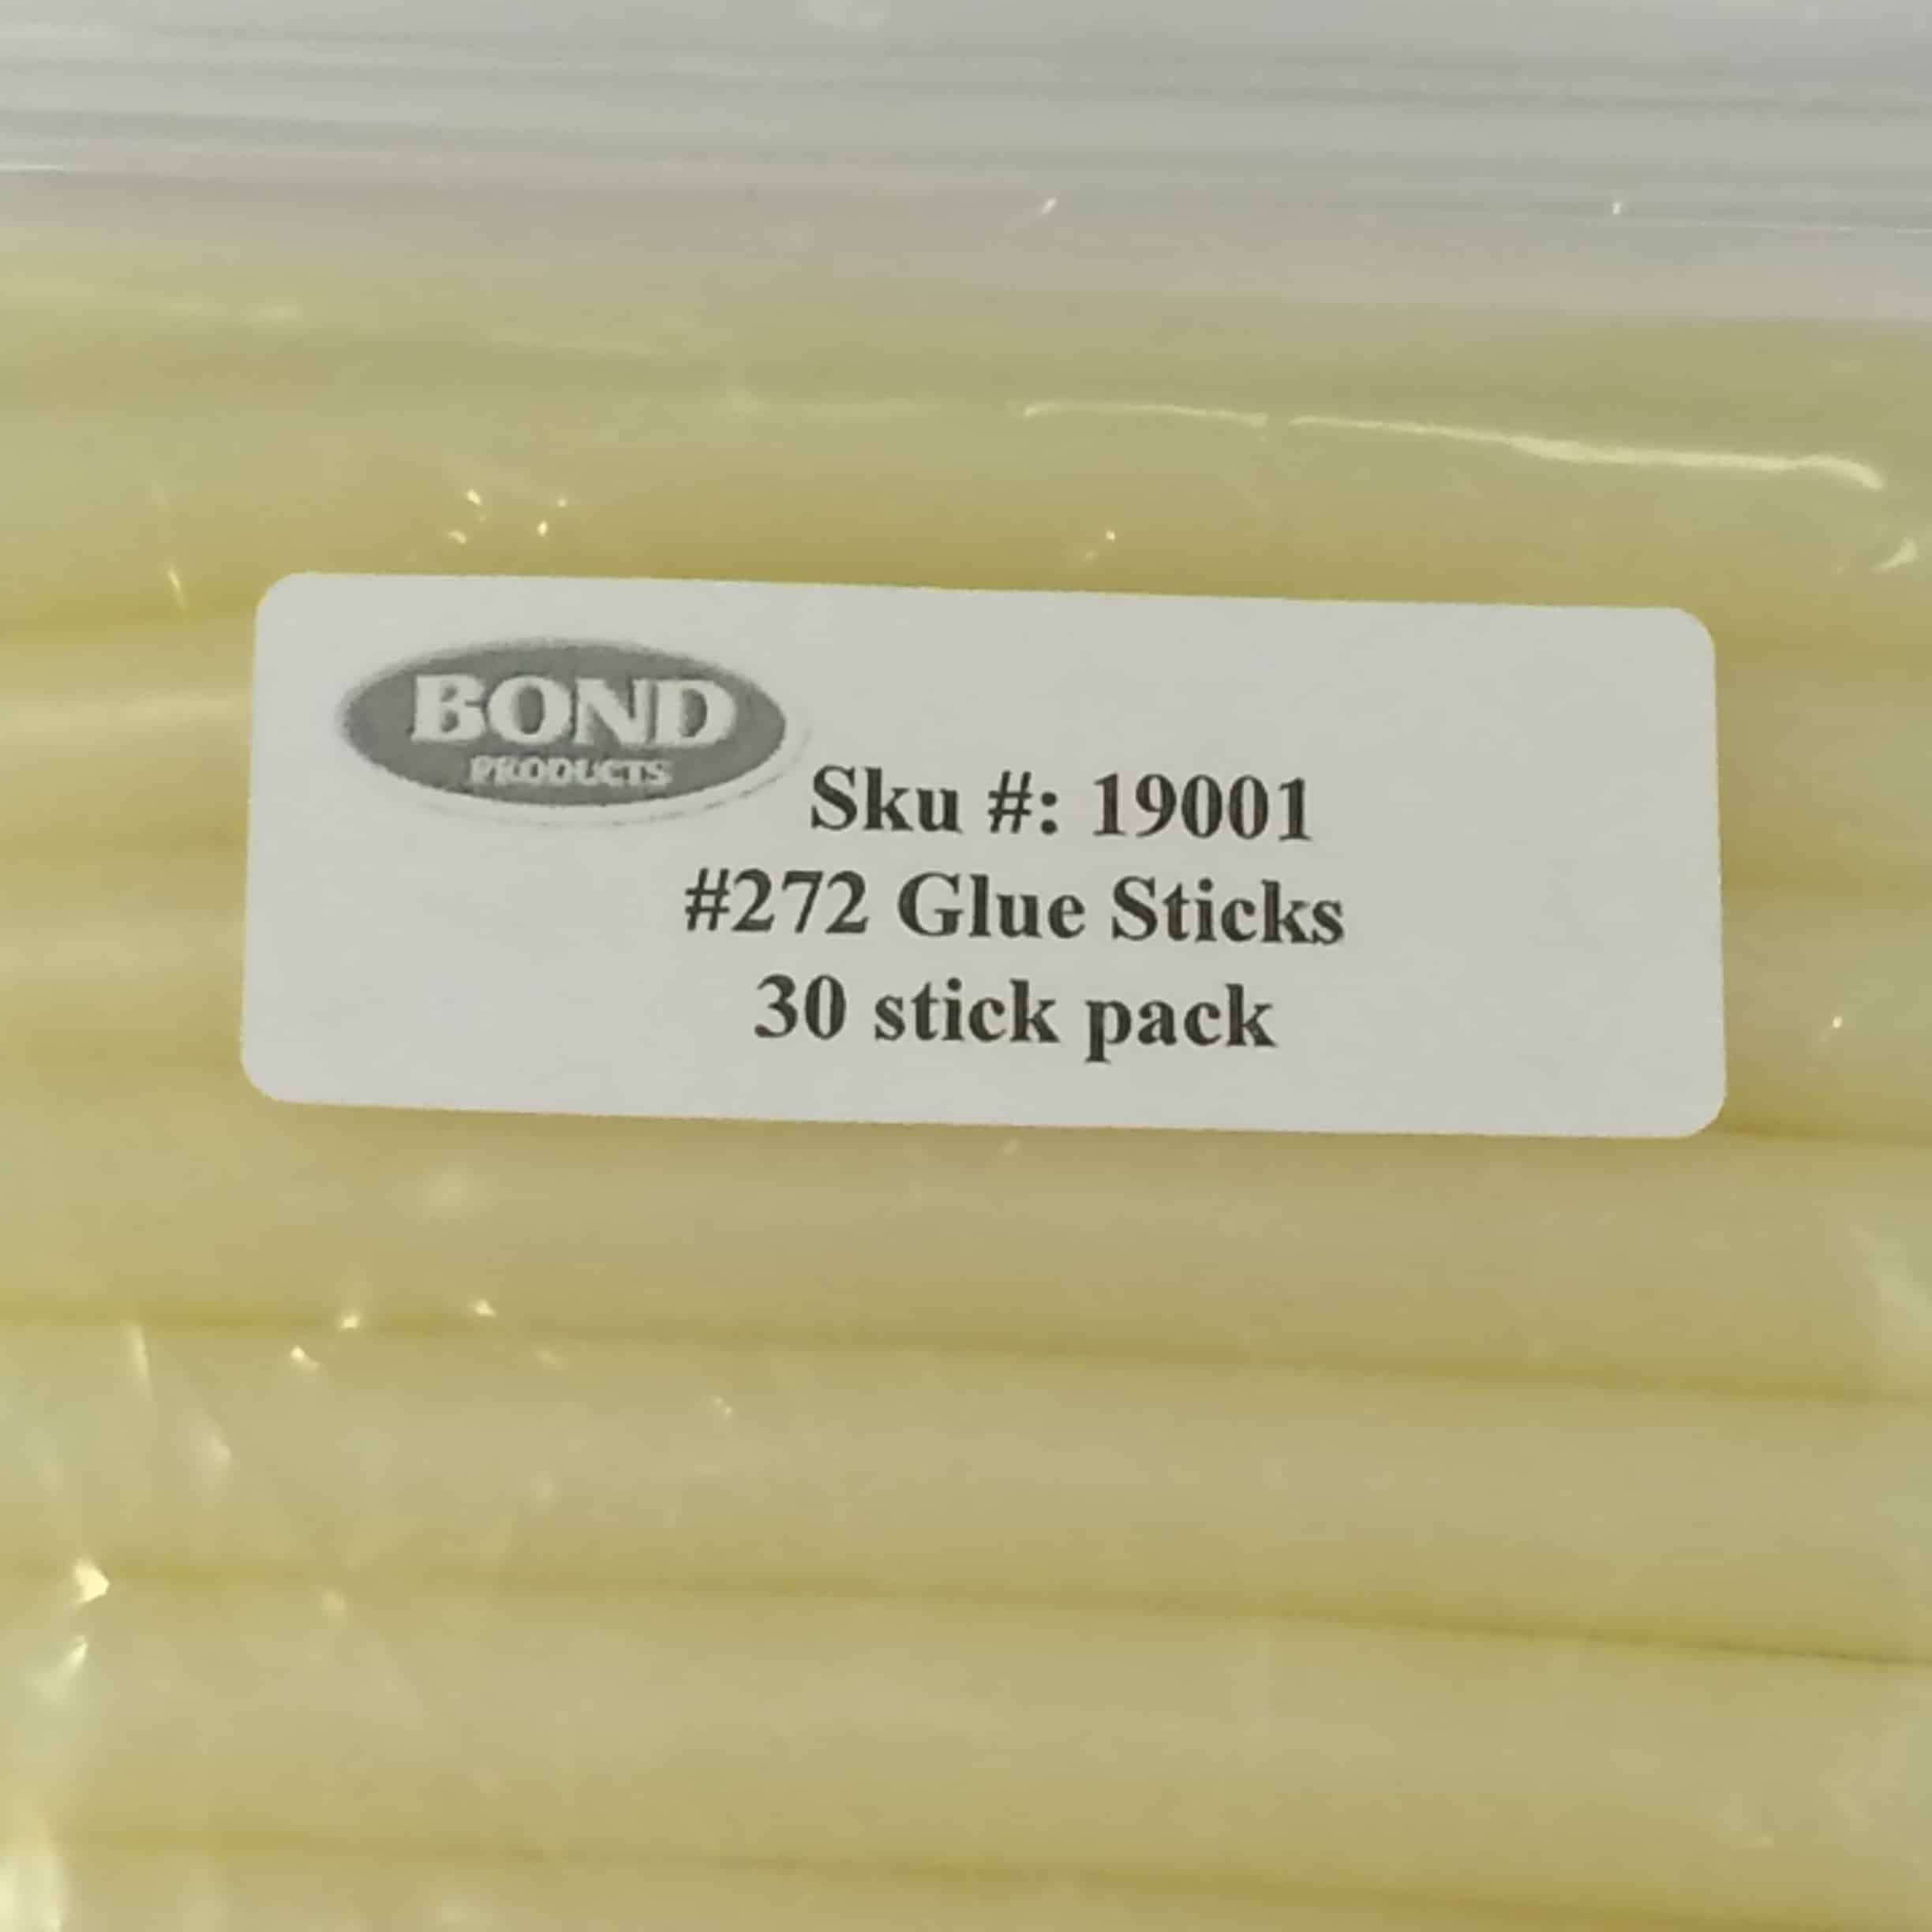 BOND
PRODUCTS
Sku #: 19001
#272 Glue Sticks
30 stick pack